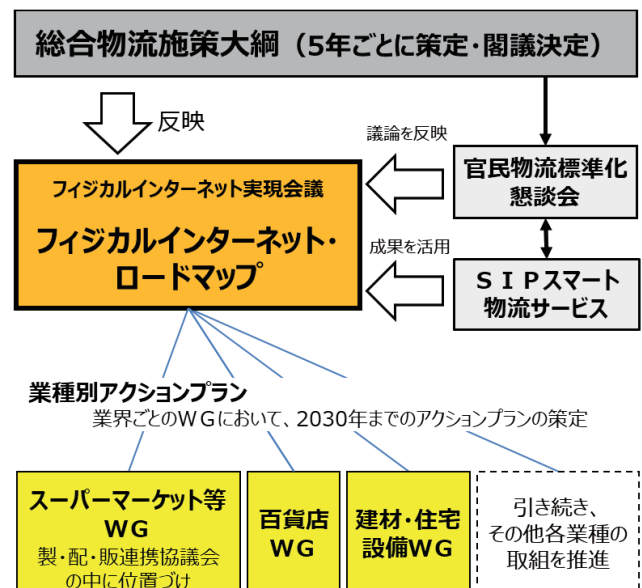 総合物流施策大綱（5年ごとに策定・閣議決定）
反映
議論を反映
官民物流標準化
懇談会
フィジカルインターネット実現会議
フィジカルインターネット・
ロードマップ
成果を活用
ＳＩＰスマート
物流サービス
業種別アクションプラン
業界ごとのＷＧにおいて、2030年までのアクションプランの策定
スーパーマーケット等
WG
製・配・販連携協議会
の中に位置づけ
百貨店
WG
建材・住宅
設備WG
引き続き、
その他各業種の
取組を推進